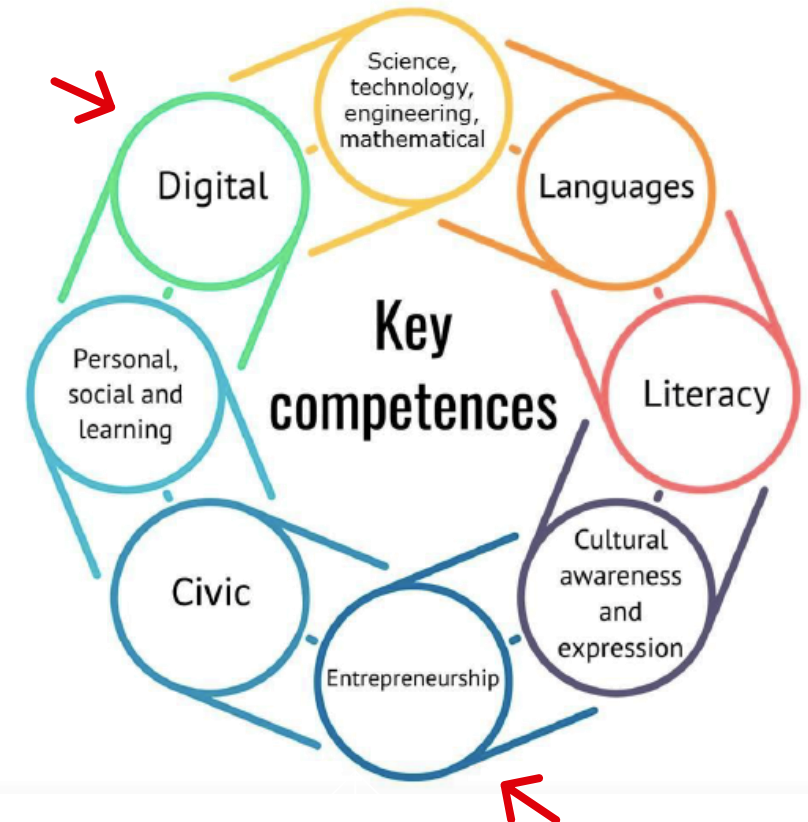 Science,
technology,
engineering,
mathematical
Digital
Languages
Key
competences
Personal,
social and
learning
Literacy
Civic
Cultural
awareness
and
expression
Entrepreneurship